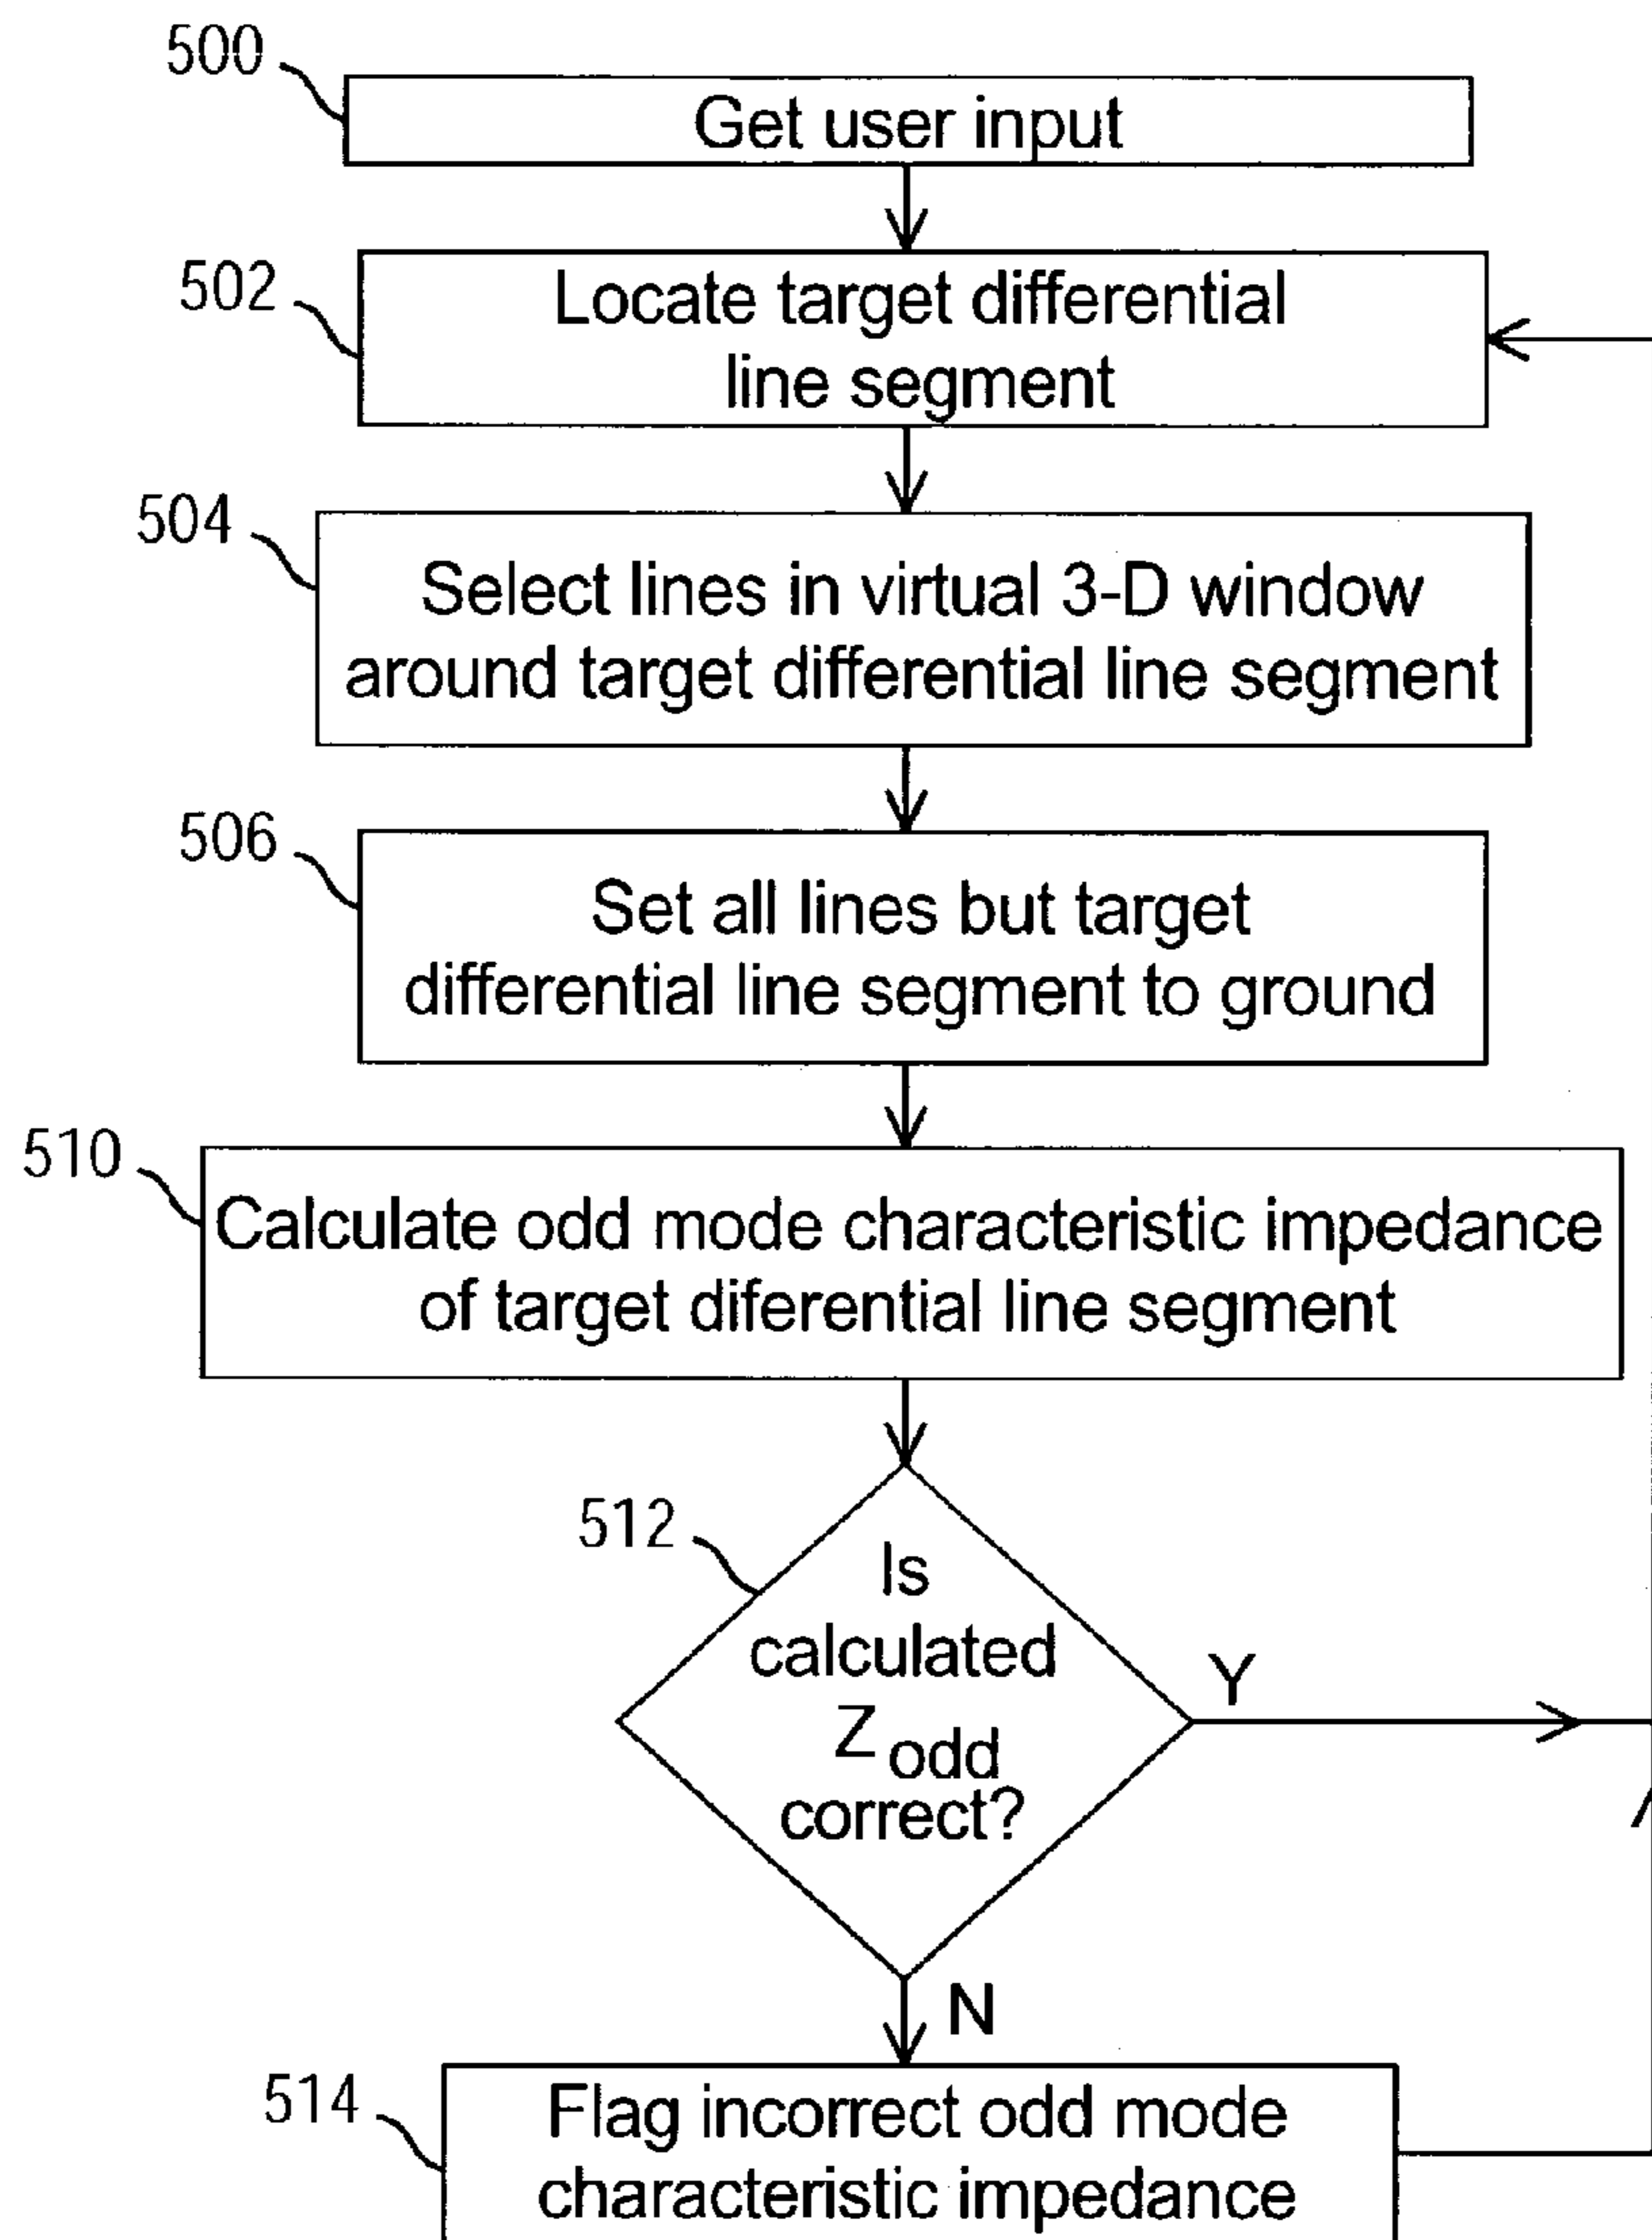 500
Get user input
502
Locate target differential
line segment
504
Select lines in virtual 3-D window
around target differential line segment
506
Set all lines but target
differential line segment to ground
510
Calculate odd mode characteristic impedance
of target diferential line segment
512
Is
calculated
Z odd
correct?
Y
N
514
Flag incorrect odd mode
characteristic impedance